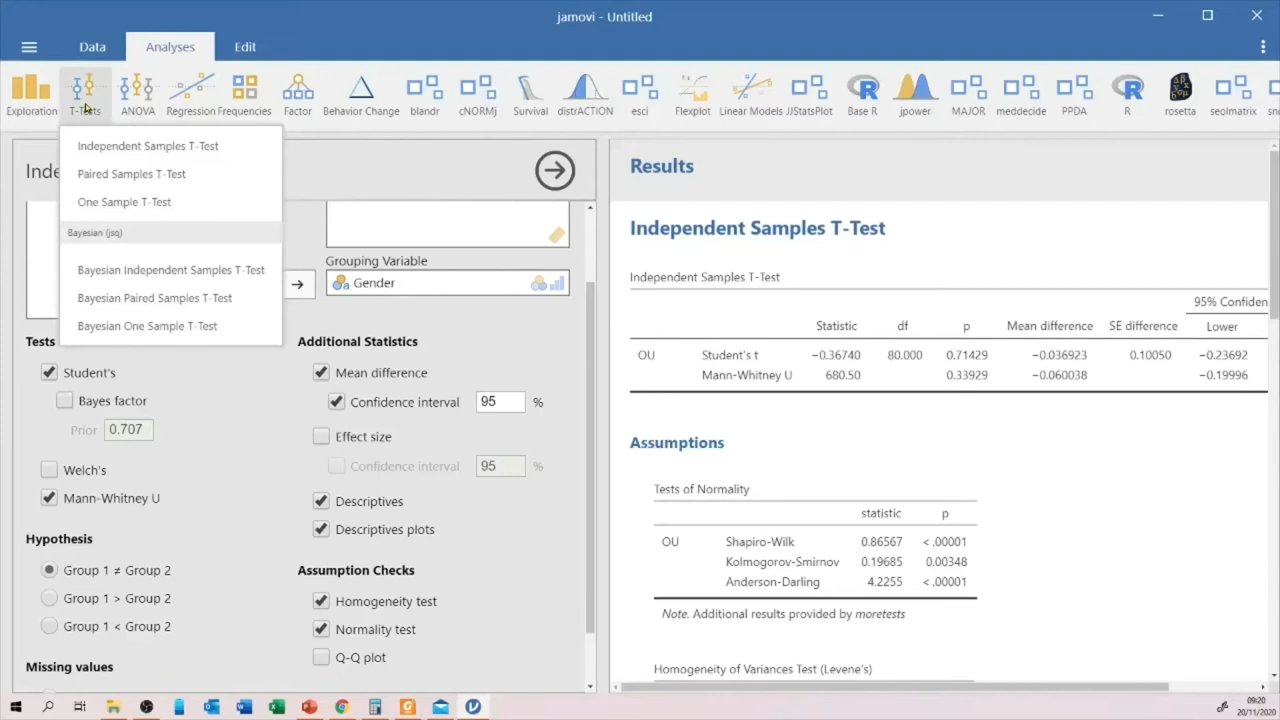 jamovi - Untitled
Data
Analyses
Edit
Exploration
T-Tests
ANOVA
Regression
Frequencies
Factor
Behavior Change
blandr
cNORMj
Survival
distrACTION
esci
Flexplot
Linear Models
JJStatsPlot
Base R
jpower
MAJOR
meddecide
PPDA
R
rosetta
seolmatrix
Independent Samples T-Test
Paired Samples T-Test
One Sample T-Test
Bayesian (jsq)
Bayesian Independent Samples T-Test
Bayesian Paired Samples T-Test
Bayesian One Sample T-Test
Inde
Grouping Variable
Gender
Tests
Student's
Bayes factor
Prior 0.707
Welch's
Mann-Whitney U
Hypothesis
Group 1 ≠ Group 2
Group 1 > Group 2
Group 1 < Group 2
Missing values
Additional Statistics
Mean difference
Confidence interval 95 %
Effect size
Confidence interval 95 %
Descriptives
Descriptives plots
Assumption Checks
Homogeneity test
Normality test
Q-Q plot
Results
Independent Samples T-Test
Independent Samples T-Test
95% Confiden
Statistic df p Mean difference SE difference Lower
OU Student's t −0.36740 80.000 0.71429 −0.036923 0.10050 −0.23692
Mann-Whitney U 680.50 0.33929 −0.060038 −0.19996
Assumptions
Tests of Normality
statistic p
OU Shapiro-Wilk 0.86567 < .00001
Kolmogorov-Smirnov 0.19685 0.00348
Anderson-Darling 4.2255 < .00001
Note. Additional results provided by moretests
Homogeneity of Variances Test (Levene's)
09:20
20/11/2020